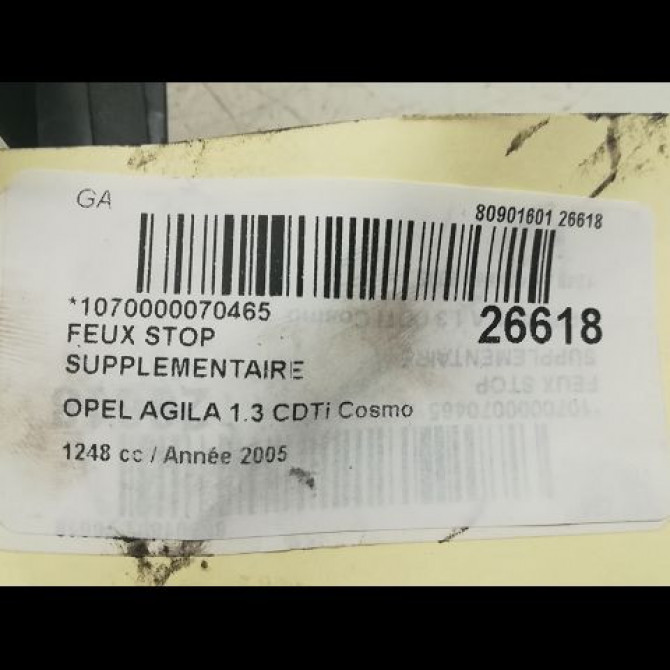 GA
80901601 26618
*1070000070465
26618
FEUX STOP
SUPPLEMENTAIRE
OPEL AGILA 1.3 CDTi Cosmo
1248 cc / Année 2005